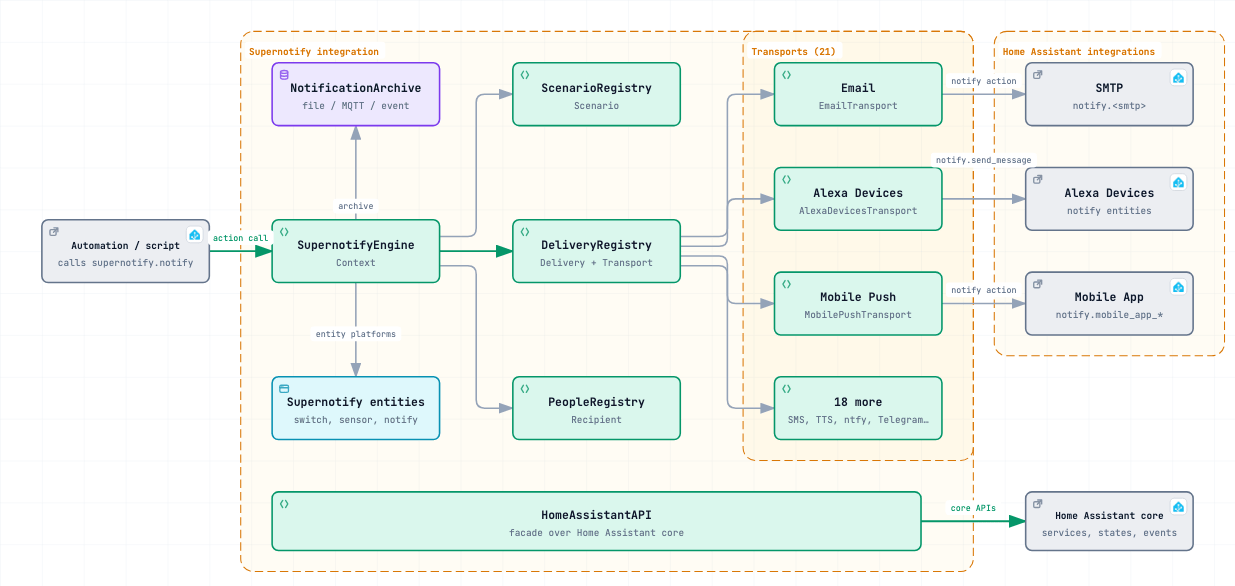 Supernotify integration
Transports (21)
Home Assistant integrations
NotificationArchive
file / MQTT / event
ScenarioRegistry
Scenario
Email
EmailTransport
notify action
SMTP
notify.<smtp>
notify.send_message
Alexa Devices
AlexaDevicesTransport
Alexa Devices
notify entities
archive
Automation / script
calls supernotify.notify
action call
SupernotifyEngine
Context
DeliveryRegistry
Delivery + Transport
Mobile Push
MobilePushTransport
notify action
Mobile App
notify.mobile_app_*
entity platforms
Supernotify entities
switch, sensor, notify
PeopleRegistry
Recipient
18 more
SMS, TTS, ntfy, Telegram…
HomeAssistantAPI
facade over Home Assistant core
core APIs
Home Assistant core
services, states, events